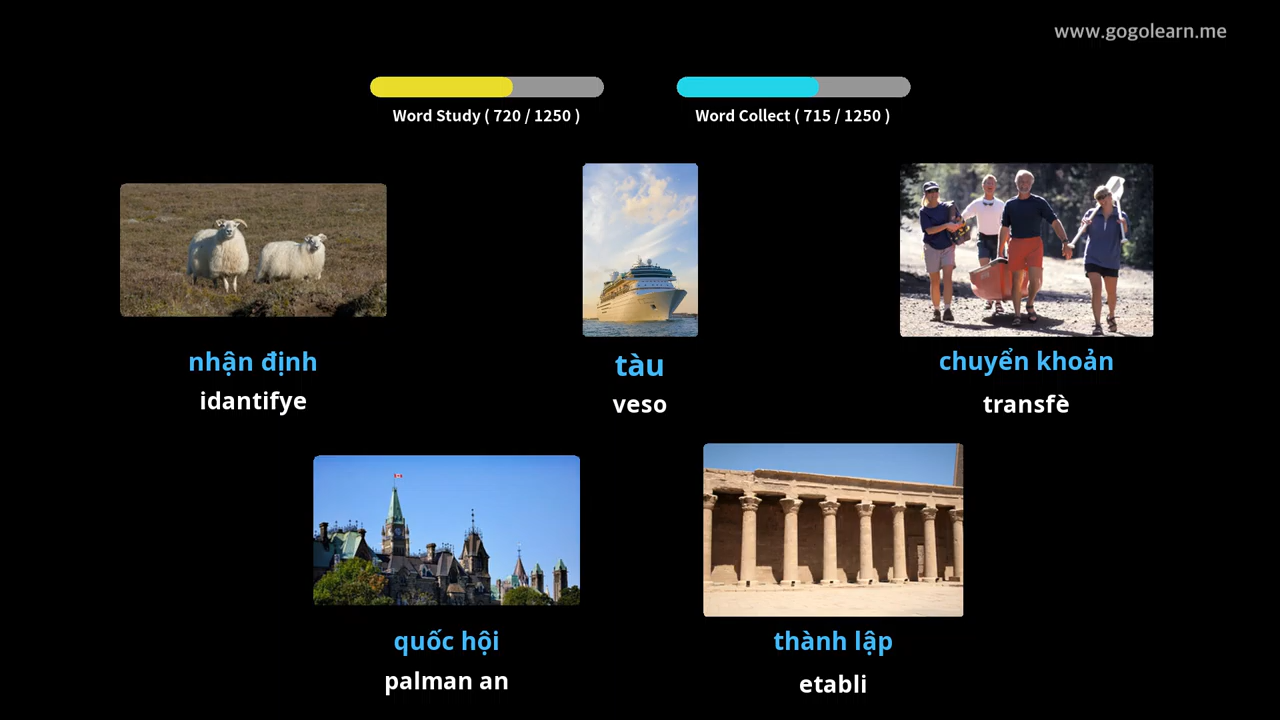 www.gogolearn.me
Word Study ( 720 / 1250 )
Word Collect ( 715 / 1250 )
nhận định
idantifye
tàu
veso
chuyển khoản
transfè
quốc hội
palman an
thành lập
etabli